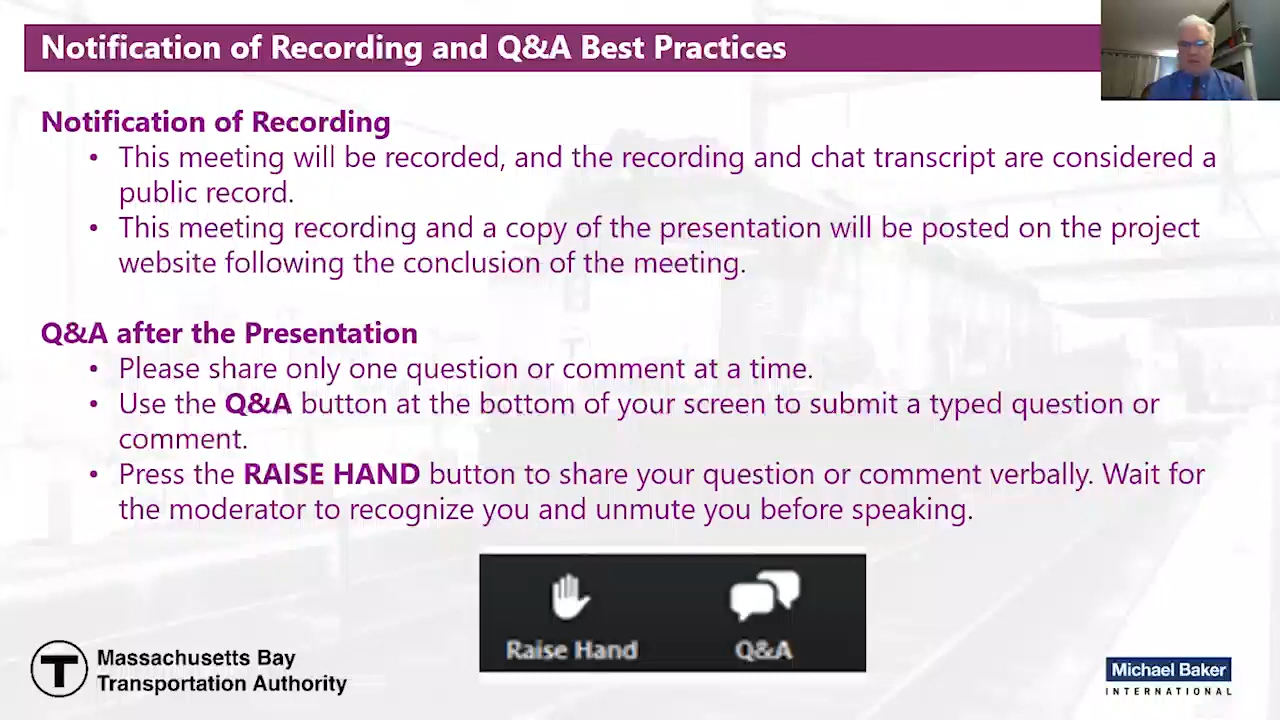 Notification of Recording and Q&A Best Practices
Notification of Recording
• This meeting will be recorded, and the recording and chat transcript are considered a
public record.
• This meeting recording and a copy of the presentation will be posted on the project
website following the conclusion of the meeting.
Q&A after the Presentation
• Please share only one question or comment at a time.
• Use the Q&A button at the bottom of your screen to submit a typed question or
comment.
• Press the RAISE HAND button to share your question or comment verbally. Wait for
the moderator to recognize you and unmute you before speaking.
Raise Hand
Q&A
T
Massachusetts Bay
Transportation Authority
Michael Baker
INTERNATIONAL